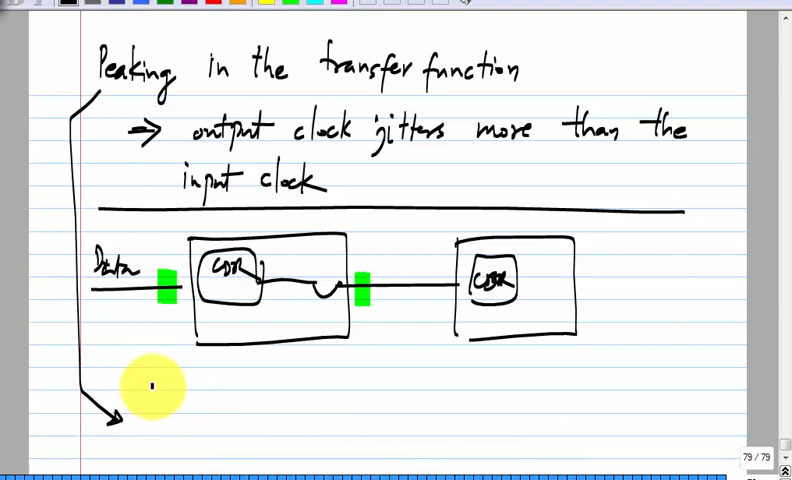 Peaking in the transfer function
⇒ output clock jitters more than the
input clock
Data
CDR
CDR
79 / 79